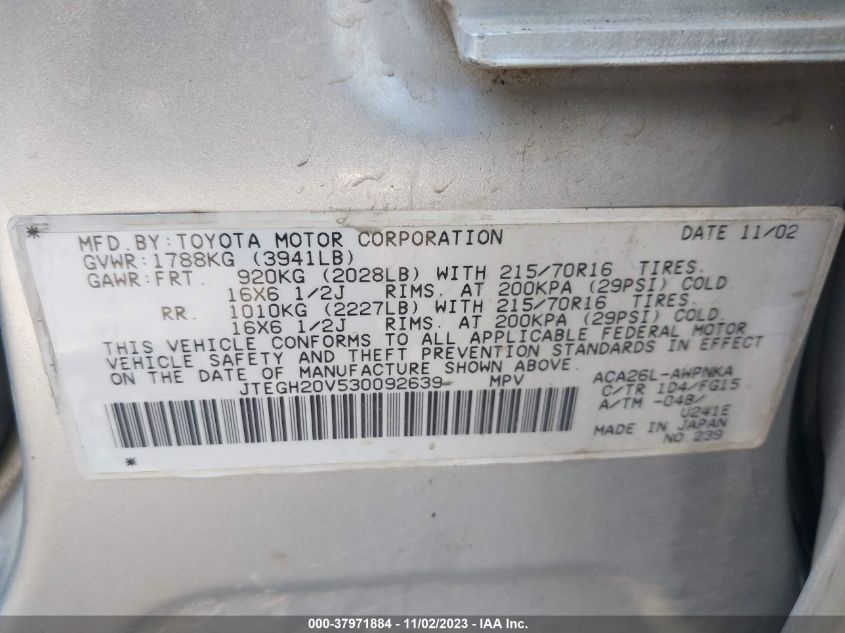 * MFD.BY:TOYOTA MOTOR CORPORATION DATE 11/02
GVWR:1788KG (3941LB)
GAWR:FRT. 920KG (2028LB) WITH 215/70R16 TIRES.
16X6 1/2J RIMS. AT 200KPA (29PSI) COLD
RR. 1010KG (2227LB) WITH 215/70R16 TIRES.
16X6 1/2J RIMS. AT 200KPA (29PSI) COLD.
THIS VEHICLE CONFORMS TO ALL APPLICABLE FEDERAL MOTOR
VEHICLE SAFETY AND THEFT PREVENTION STANDARDS IN EFFECT
ON THE DATE OF MANUFACTURE SHOWN ABOVE.
JTEGH20V530092639 MPV ACA26L-AWPNKA
C/TR 1D4/FG15
A/TM -04B/
U241E
MADE IN JAPAN
* NO.239
000-37971884 - 11/02/2023 - IAA Inc.